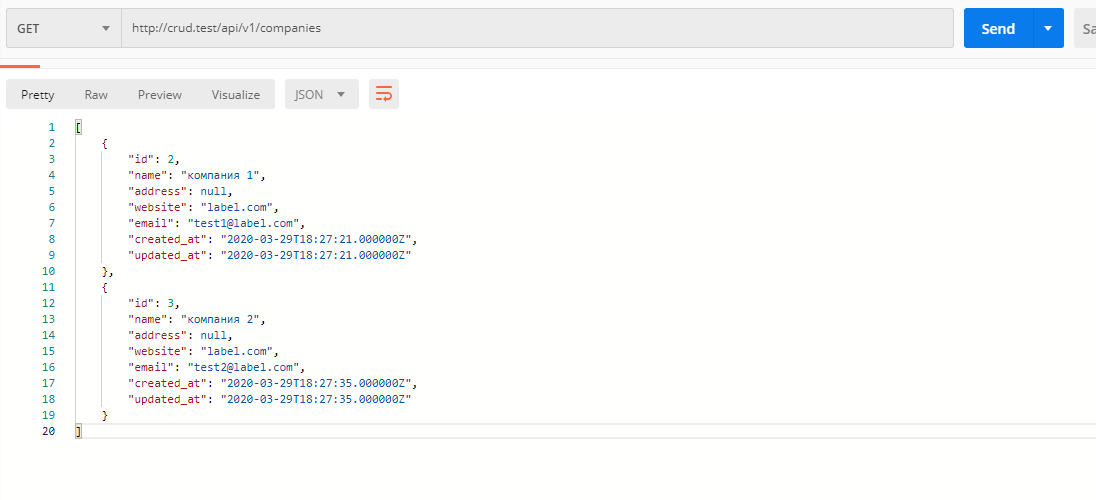 GET http://crud.test/api/v1/companies Send Sa
Pretty Raw Preview Visualize JSON
1 [
2 {
3 "id": 2,
4 "name": "компания 1",
5 "address": null,
6 "website": "label.com",
7 "email": "test1@label.com",
8 "created_at": "2020-03-29T18:27:21.000000Z",
9 "updated_at": "2020-03-29T18:27:21.000000Z"
10 },
11 {
12 "id": 3,
13 "name": "компания 2",
14 "address": null,
15 "website": "label.com",
16 "email": "test2@label.com",
17 "created_at": "2020-03-29T18:27:35.000000Z",
18 "updated_at": "2020-03-29T18:27:35.000000Z"
19 }
20 ]